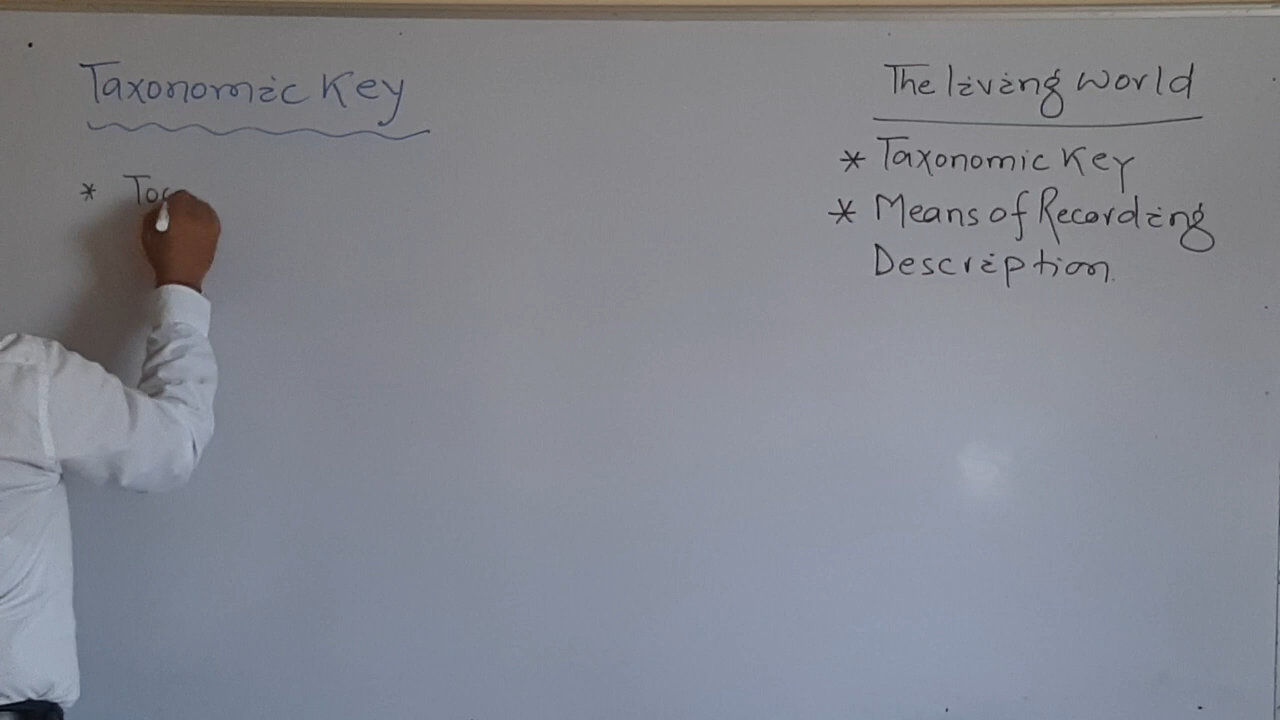 Taxonomic Key
The living world
* Taxonomic Key
* Means of Recording
Description.
*